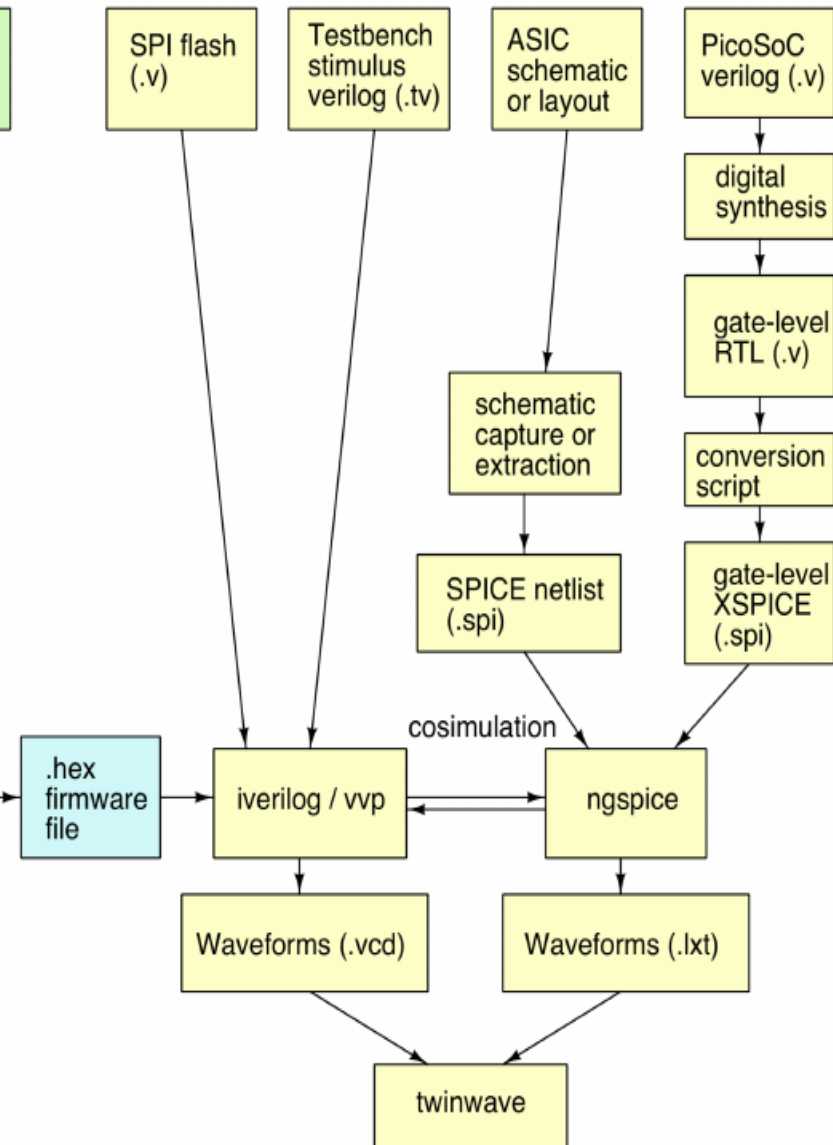 SPI flash
(.v)
Testbench
stimulus
verilog (.tv)
ASIC
schematic
or layout
PicoSoC
verilog (.v)
digital
synthesis
gate-level
RTL (.v)
schematic
capture or
extraction
conversion
script
SPICE netlist
(.spi)
gate-level
XSPICE
(.spi)
cosimulation
.hex
firmware
file
iverilog / vvp
ngspice
Waveforms (.vcd)
Waveforms (.lxt)
twinwave